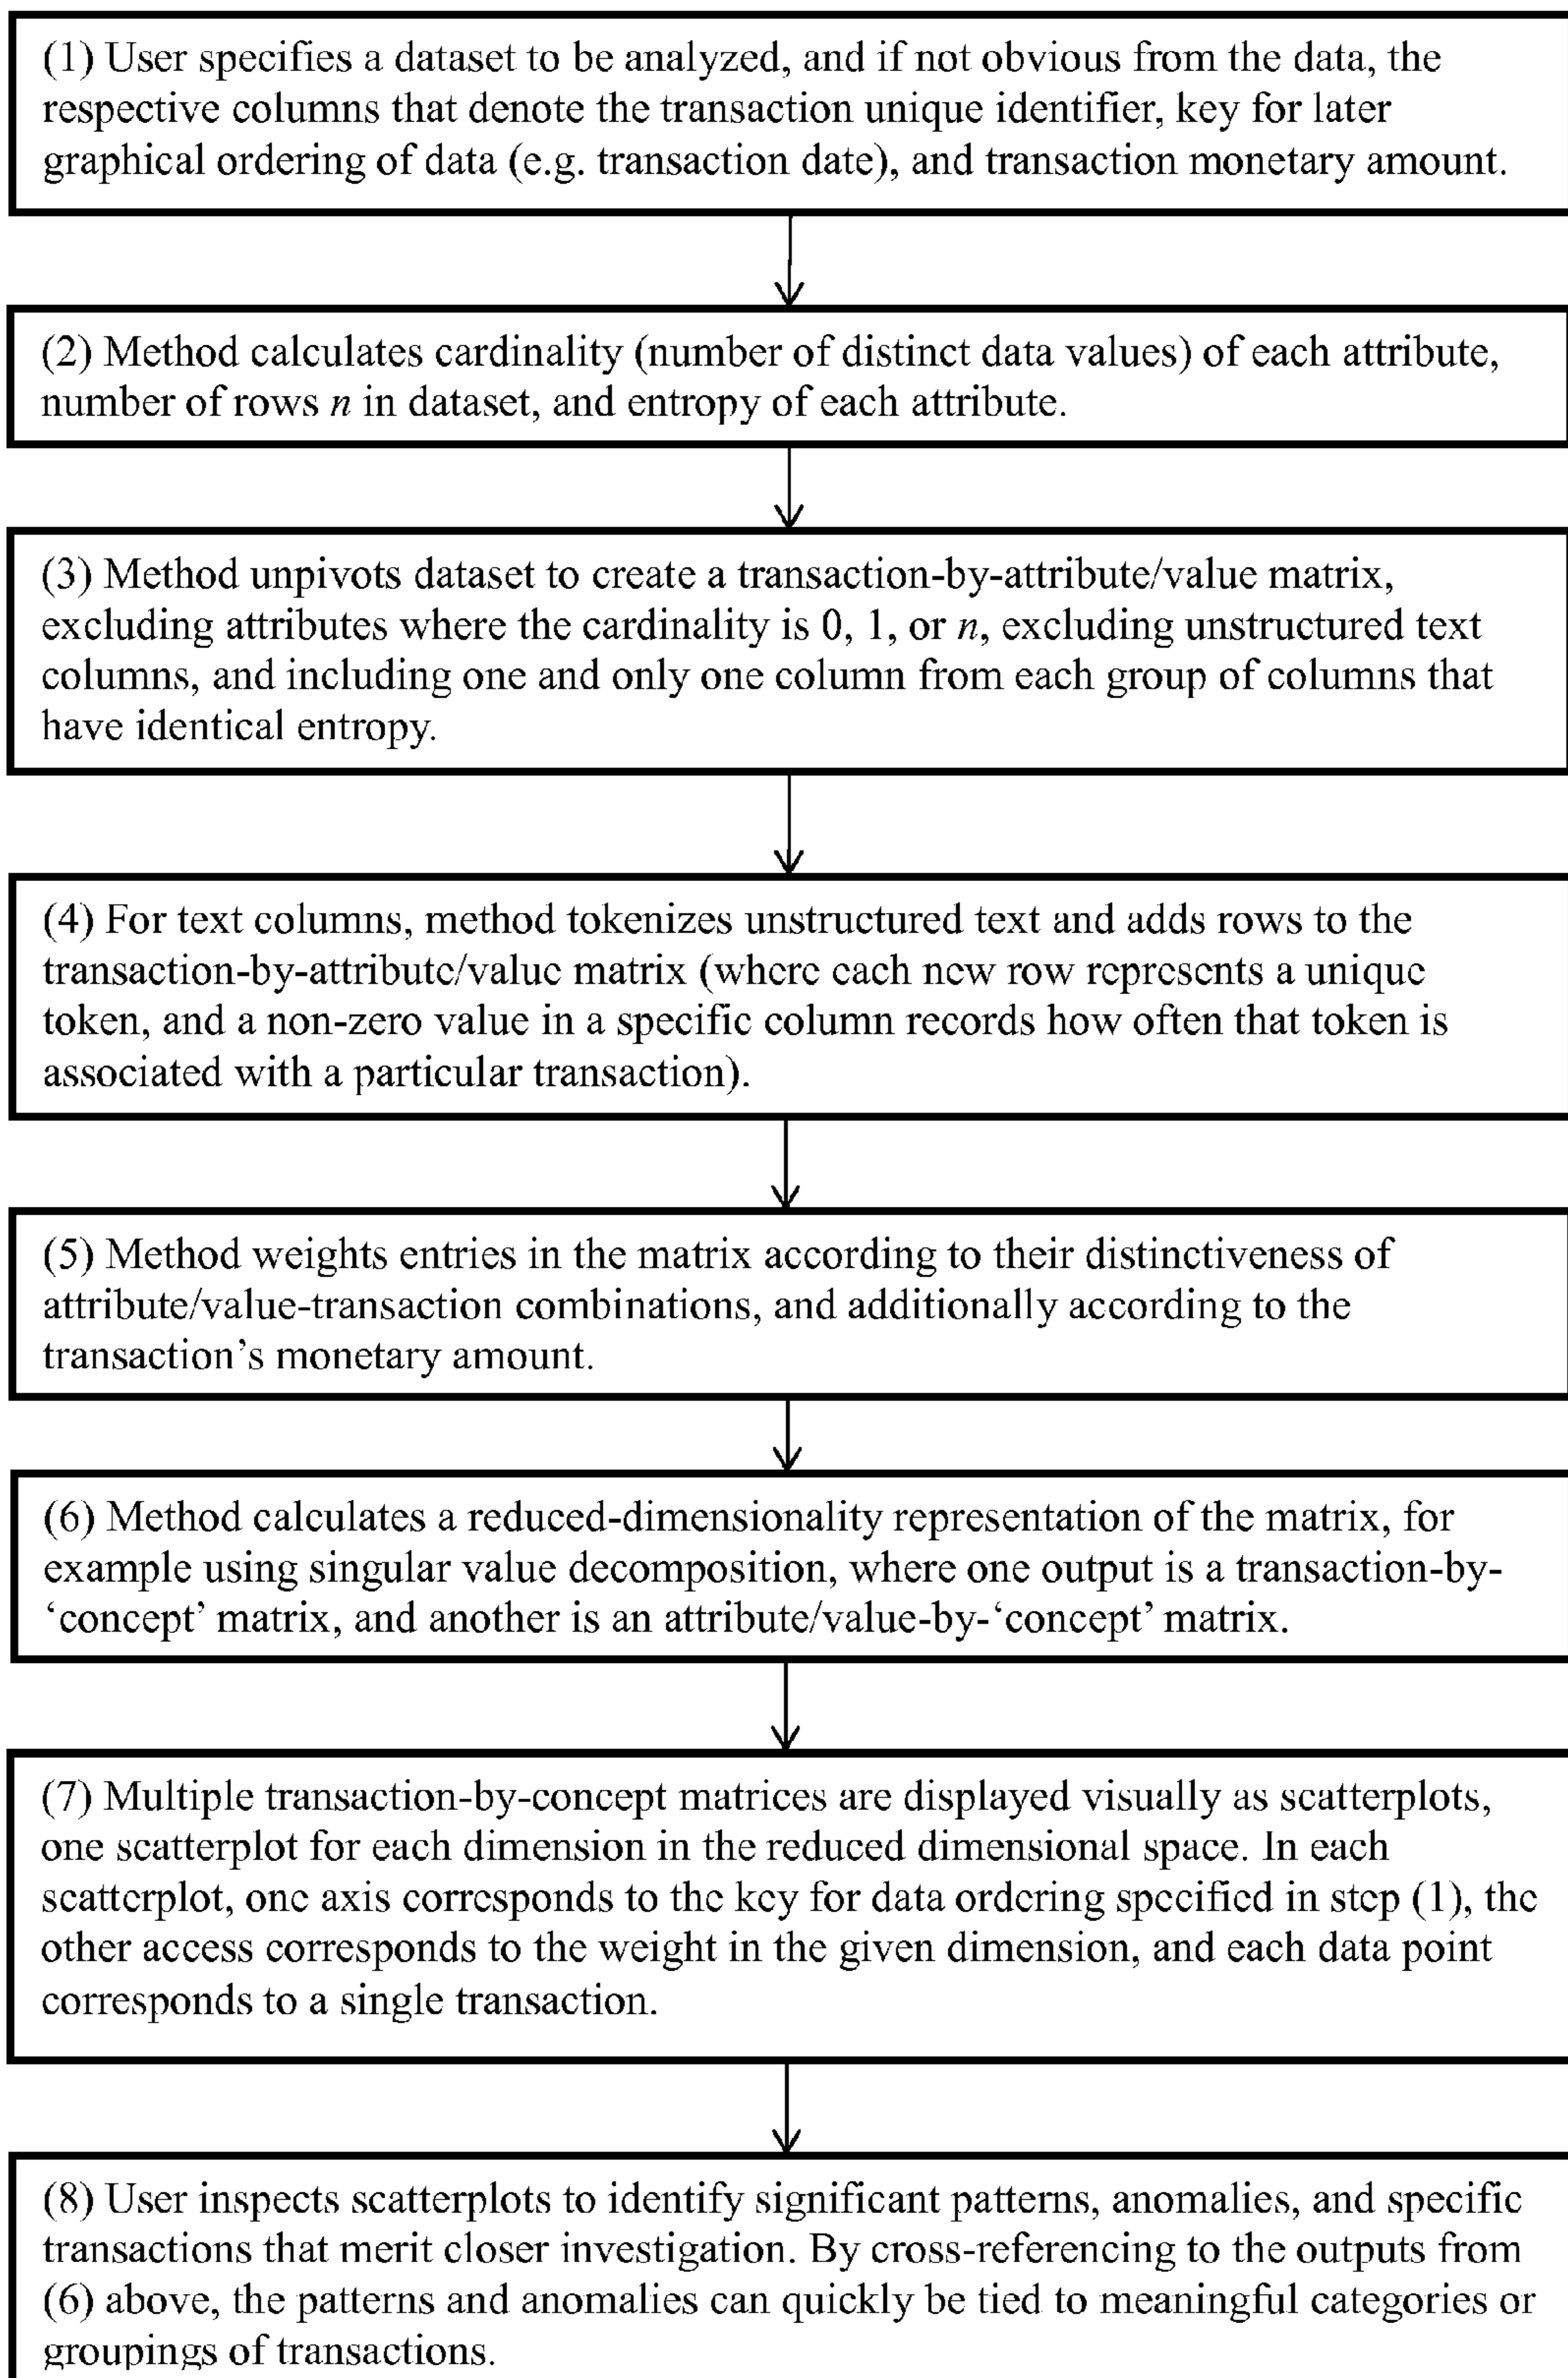 (1) User specifies a dataset to be analyzed, and if not obvious from the data, the
respective columns that denote the transaction unique identifier, key for later
graphical ordering of data (e.g. transaction date), and transaction monetary amount.
(2) Method calculates cardinality (number of distinct data values) of each attribute,
number of rows n in dataset, and entropy of each attribute.
(3) Method unpivots dataset to create a transaction-by-attribute/value matrix,
excluding attributes where the cardinality is 0, 1, or n, excluding unstructured text
columns, and including one and only one column from each group of columns that
have identical entropy.
(4) For text columns, method tokenizes unstructured text and adds rows to the
transaction-by-attribute/value matrix (where each new row represents a unique
token, and a non-zero value in a specific column records how often that token is
associated with a particular transaction).
(5) Method weights entries in the matrix according to their distinctiveness of
attribute/value-transaction combinations, and additionally according to the
transaction’s monetary amount.
(6) Method calculates a reduced-dimensionality representation of the matrix, for
example using singular value decomposition, where one output is a transaction-by-
‘concept’ matrix, and another is an attribute/value-by-‘concept’ matrix.
(7) Multiple transaction-by-concept matrices are displayed visually as scatterplots,
one scatterplot for each dimension in the reduced dimensional space. In each
scatterplot, one axis corresponds to the key for data ordering specified in step (1), the
other access corresponds to the weight in the given dimension, and each data point
corresponds to a single transaction.
(8) User inspects scatterplots to identify significant patterns, anomalies, and specific
transactions that merit closer investigation. By cross-referencing to the outputs from
(6) above, the patterns and anomalies can quickly be tied to meaningful categories or
groupings of transactions.